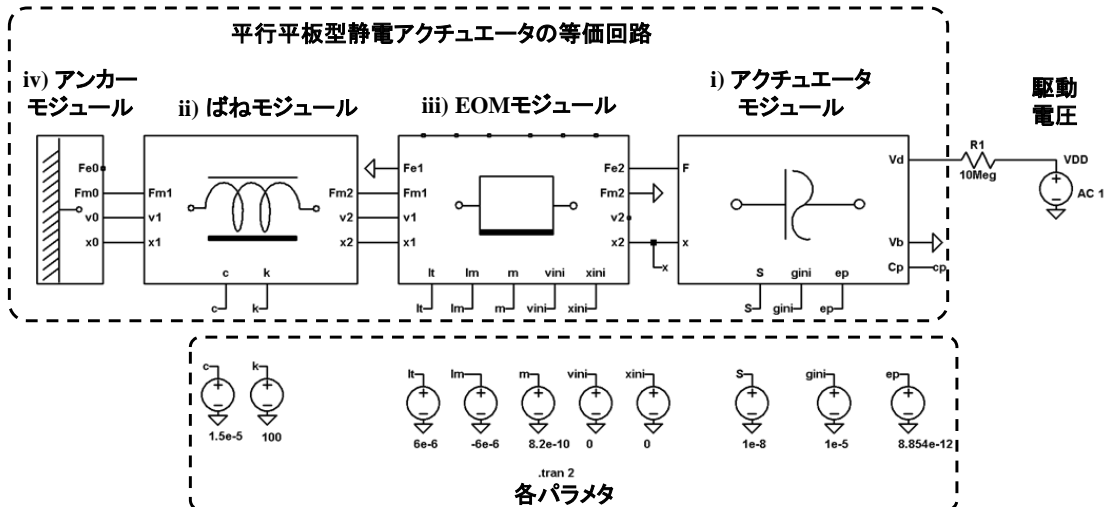 平行平板型静電アクチュエータの等価回路
iv) アンカー
モジュール
ii) ばねモジュール
iii) EOMモジュール
i) アクチュエータ
モジュール
駆動
電圧
Fe0
Fm0
v0
x0
Fm1
v1
x1
Fm2
v2
x2
c
k
c
k
Fe1
Fm1
v1
x1
Fe2
Fm2
v2
x2
lt
lm
m
vini
xini
lt
lm
m
vini
xini
x
F
x
Vd
Vb
Cp
cp
S
gini
ep
S
gini
ep
R1
10Meg
VDD
AC 1
c
1.5e-5
k
100
lt
6e-6
lm
-6e-6
m
8.2e-10
vini
0
xini
0
S
1e-8
gini
1e-5
ep
8.854e-12
.tran 2
各パラメタ